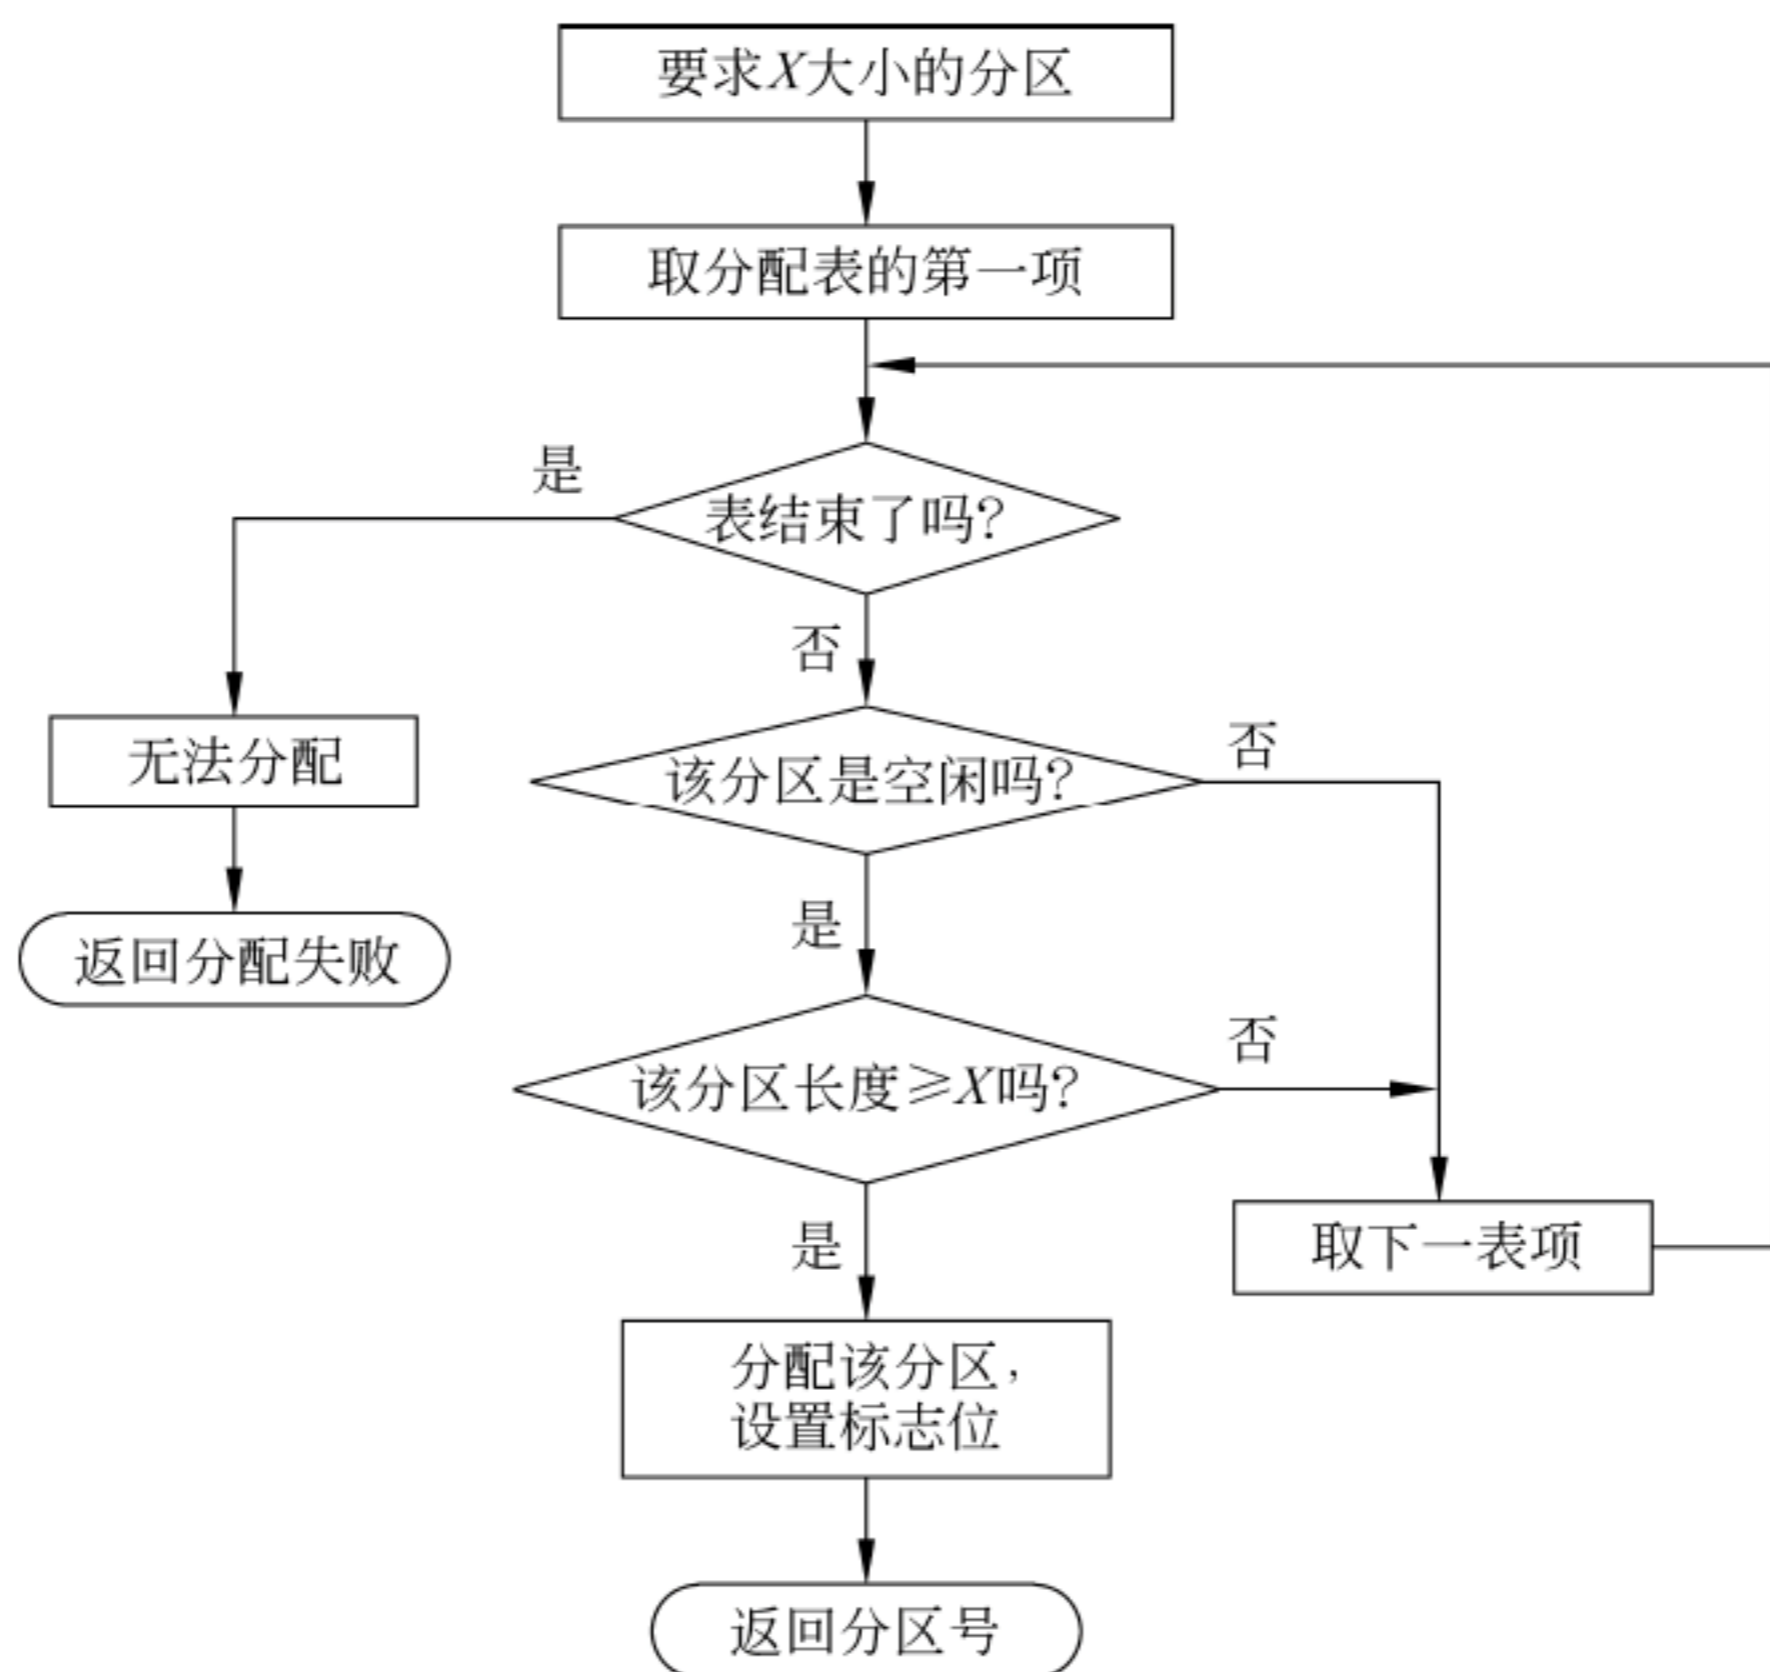 要求X大小的分区
取分配表的第一项
是
表结束了吗?
否
无法分配
该分区是空闲吗?
否
返回分配失败
是
该分区长度≥X吗?
否
是
取下一表项
分配该分区,
设置标志位
返回分区号